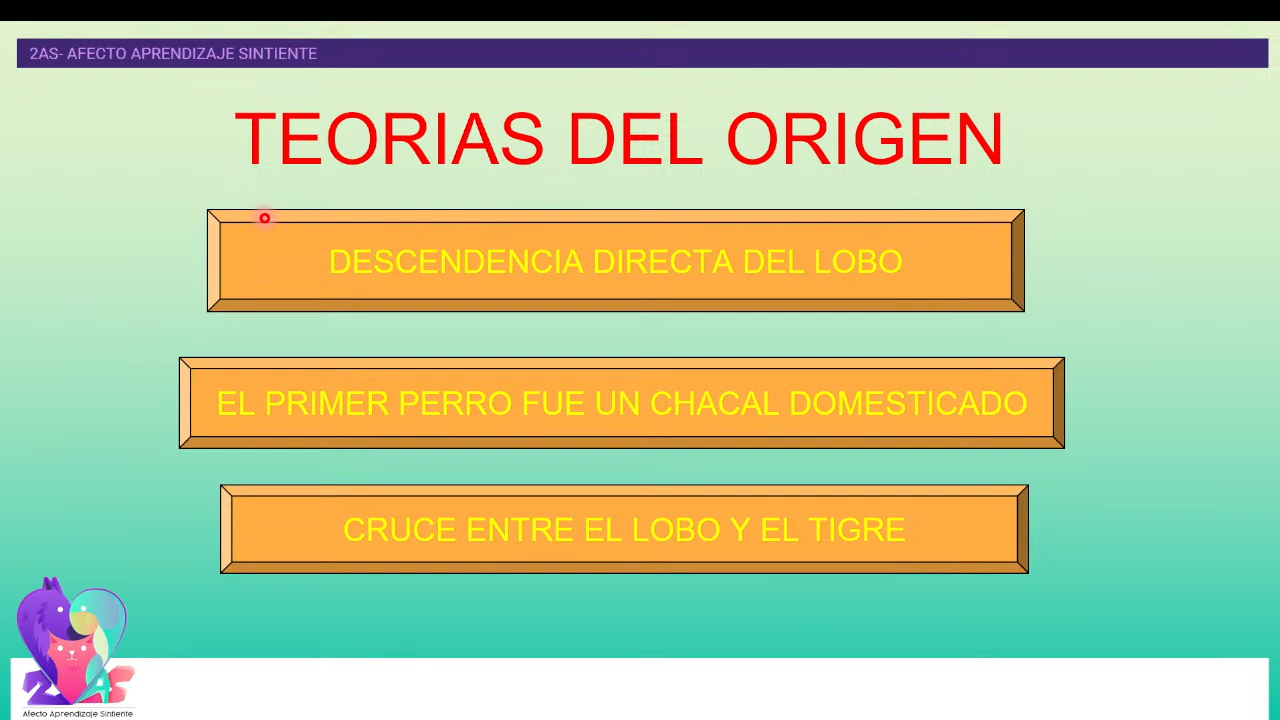 2AS- AFECTO APRENDIZAJE SINTIENTE
TEORIAS DEL ORIGEN
DESCENDENCIA DIRECTA DEL LOBO
EL PRIMER PERRO FUE UN CHACAL DOMESTICADO
CRUCE ENTRE EL LOBO Y EL TIGRE
2AS
Afecto Aprendizaje Sintiente